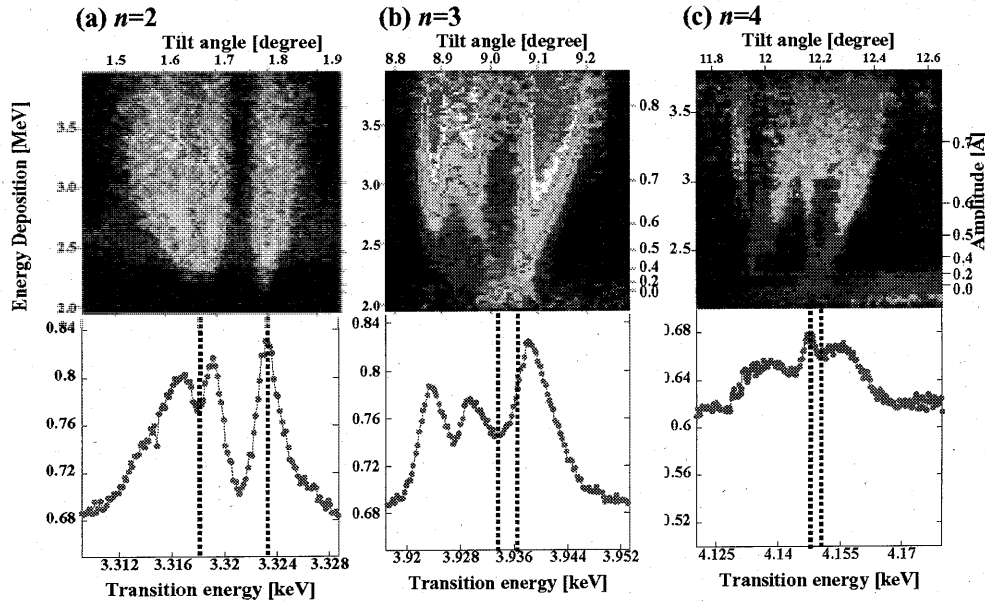 (a) n=2
(b) n=3
(c) n=4
Tilt angle [degree]
Tilt angle [degree]
Tilt angle [degree]
1.5 1.6 1.7 1.8 1.9
8.8 8.9 9.0 9.1 9.2
11.8 12 12.2 12.4 12.6
Energy Deposition [MeV]
3.5
3.0
2.5
2.0
3.5
3.0
2.5
2.0
0.8
0.7
0.6
0.5
0.4
0.2
0.0
3.5
3
2.5
0.7
0.6
0.5
0.4
0.2
0.0
Amplitude [Å]
0.84
0.8
0.76
0.72
0.68
0.84
0.8
0.76
0.72
0.68
1.68
1.64
1.6
1.56
1.52
3.312 3.316 3.32 3.324 3.328
3.92 3.928 3.936 3.944 3.952
4.125 4.14 4.155 4.17
Transition energy [keV]
Transition energy [keV]
Transition energy [keV]